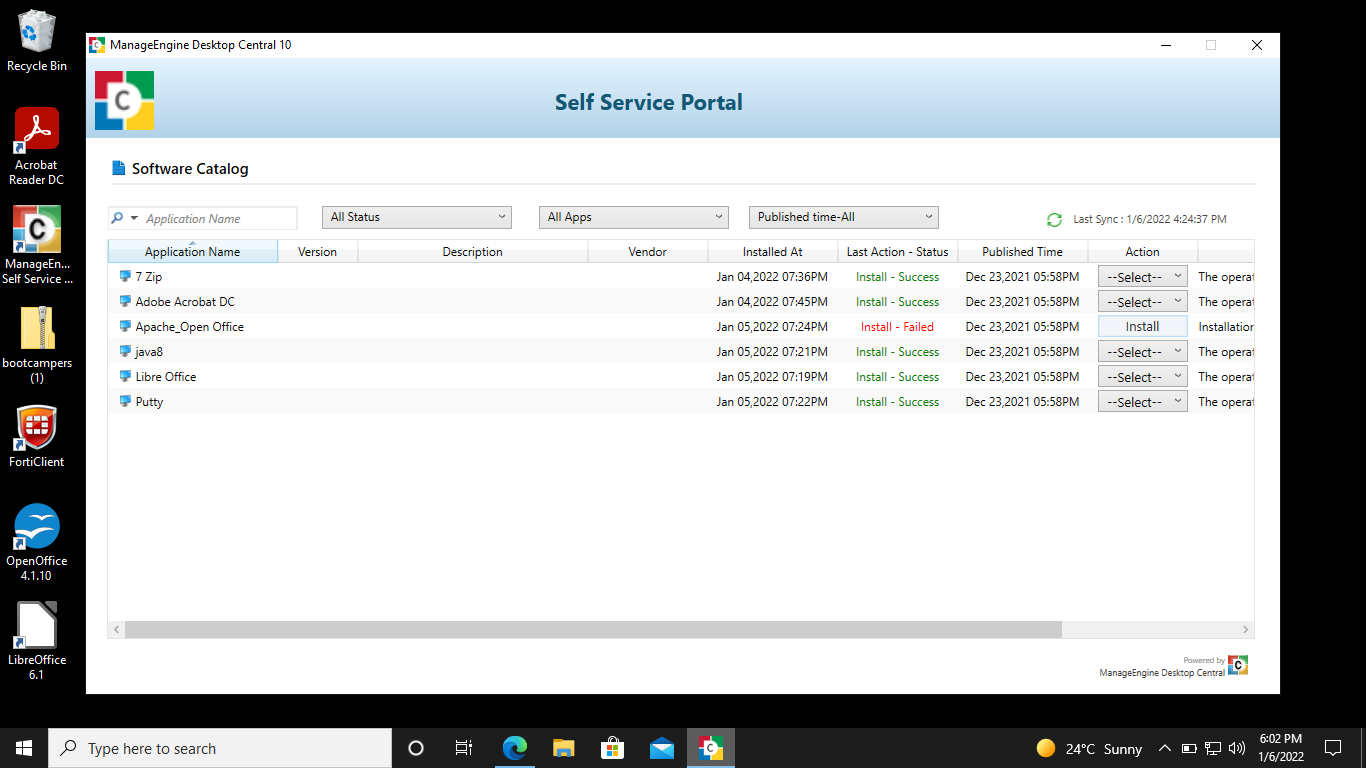 Recycle Bin
Acrobat
Reader DC
ManageEn...
Self Service ...
bootcampers
(1)
FortiClient
OpenOffice
4.1.10
LibreOffice
6.1
ManageEngine Desktop Central 10
C
Self Service Portal
Software Catalog
Application Name
All Status
All Apps
Published time-All
Last Sync : 1/6/2022 4:24:37 PM
Application Name Version Description Vendor Installed At Last Action - Status Published Time Action
7 Zip Jan 04,2022 07:36PM Install - Success Dec 23,2021 05:58PM --Select-- The operat
Adobe Acrobat DC Jan 04,2022 07:45PM Install - Success Dec 23,2021 05:58PM --Select-- The operat
Apache_Open Office Jan 05,2022 07:24PM Install - Failed Dec 23,2021 05:58PM Install Installation
java8 Jan 05,2022 07:21PM Install - Success Dec 23,2021 05:58PM --Select-- The operat
Libre Office Jan 05,2022 07:19PM Install - Success Dec 23,2021 05:58PM --Select-- The operat
Putty Jan 05,2022 07:22PM Install - Success Dec 23,2021 05:58PM --Select-- The operat
Powered by
ManageEngine Desktop Central
Type here to search
24°C Sunny
6:02 PM
1/6/2022